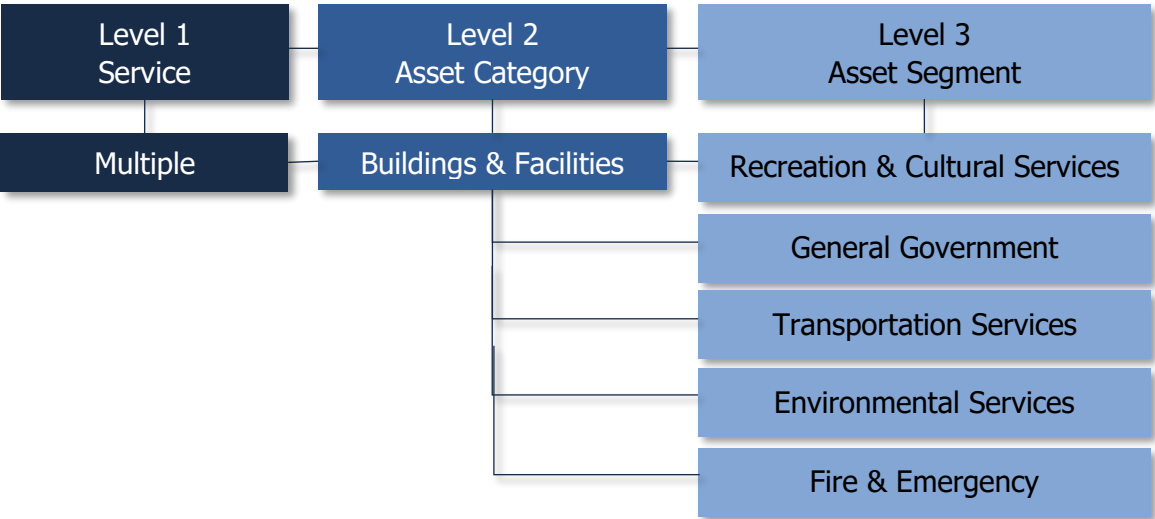 Level 1
Service
Level 2
Asset Category
Level 3
Asset Segment
Multiple
Buildings & Facilities
Recreation & Cultural Services
General Government
Transportation Services
Environmental Services
Fire & Emergency